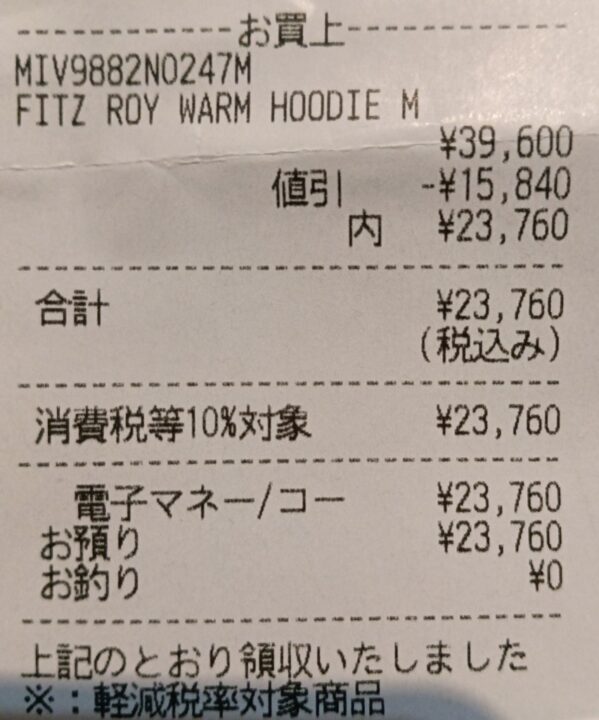 ------------お買上------------
MIV9882N0247M
FITZ ROY WARM HOODIE M
¥39,600
値引 -¥15,840
内 ¥23,760
合計 ¥23,760
(税込み)
消費税等10%対象 ¥23,760
電子マネー/コー ¥23,760
お預り ¥23,760
お釣り ¥0
上記のとおり領収いたしました
※：軽減税率対象商品